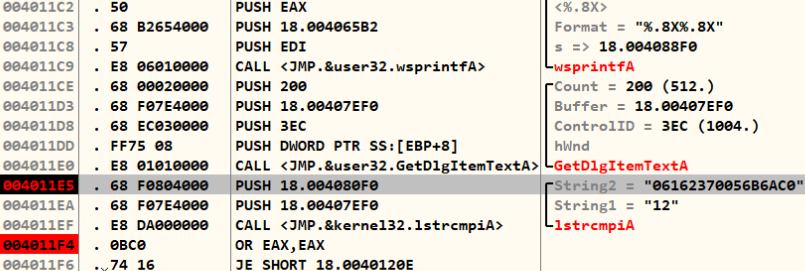 004011C2 . 50 PUSH EAX <%.8X>
004011C3 . 68 B2654000 PUSH 18.004065B2 Format = "%.8X%.8X"
004011C8 . 57 PUSH EDI s => 18.004088F0
004011C9 . E8 06010000 CALL <JMP.&user32.wsprintfA> wsprintfA
004011CE . 68 00020000 PUSH 200 Count = 200 (512.)
004011D3 . 68 F07E4000 PUSH 18.00407EF0 Buffer = 18.00407EF0
004011D8 . 68 EC030000 PUSH 3EC ControlID = 3EC (1004.)
004011DD . FF75 08 PUSH DWORD PTR SS:[EBP+8] hWnd
004011E0 . E8 01010000 CALL <JMP.&user32.GetDlgItemTextA> GetDlgItemTextA
004011E5 . 68 F0804000 PUSH 18.004080F0 String2 = "06162370056B6AC0"
004011EA . 68 F07E4000 PUSH 18.00407EF0 String1 = "12"
004011EF . E8 DA000000 CALL <JMP.&kernel32.lstrcmpiA> lstrcmpiA
004011F4 . 0BC0 OR EAX,EAX
004011F6 . 74 16 JE SHORT 18.0040120E